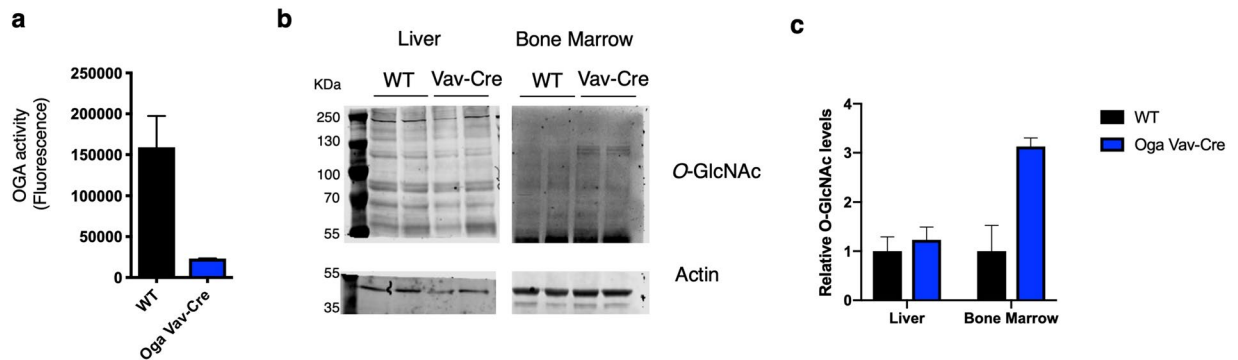 a
OGA activity
(Fluorescence)
250000
200000
150000
100000
50000
0
WT
Oga Vav-Cre
b
Liver
Bone Marrow
KDa
WT
Vav-Cre
WT
Vav-Cre
250
130
100
70
55
O-GlcNAc
55
35
Actin
c
Relative O-GlcNAc levels
4
3
2
1
0
Liver
Bone Marrow
WT
Oga Vav-Cre